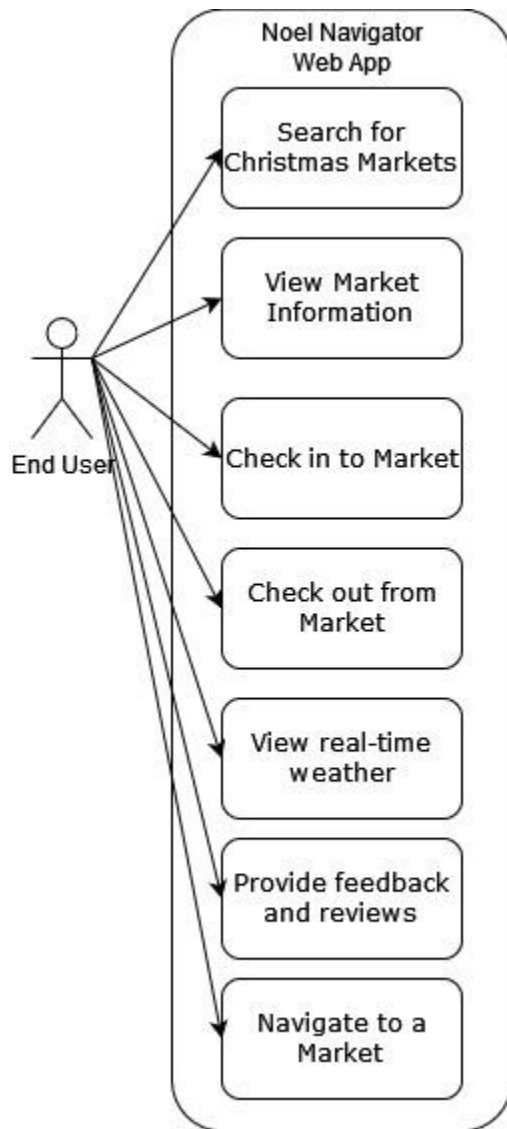 Noel Navigator
Web App
Search for
Christmas Markets
View Market
Information
End User
Check in to Market
Check out from
Market
View real-time
weather
Provide feedback
and reviews
Navigate to a
Market